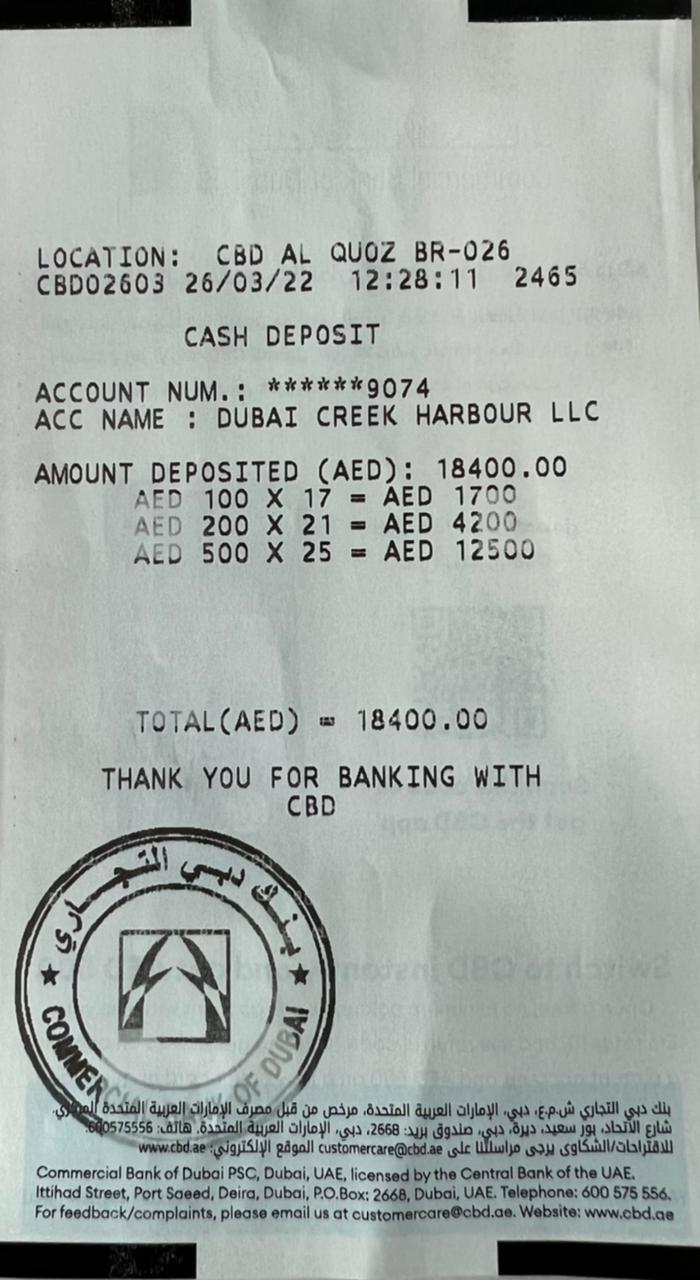 LOCATION: CBD AL QUOZ BR-026
CBD02603 26/03/22 12:28:11 2465
CASH DEPOSIT
ACCOUNT NUM.: ******9074
ACC NAME : DUBAI CREEK HARBOUR LLC
AMOUNT DEPOSITED (AED): 18400.00
AED 100 X 17 = AED 1700
AED 200 X 21 = AED 4200
AED 500 X 25 = AED 12500
TOTAL(AED) = 18400.00
THANK YOU FOR BANKING WITH
CBD
بنك دبي التجاري
COMMERCIAL BANK OF DUBAI
بنك دبي التجاري ش.م.ع، دبي، الإمارات العربية المتحدة، مرخص من قبل مصرف الإمارات العربية المتحدة المركزي.
شارع الاتحاد، بور سعيد، ديرة، دبي، صندوق بريد: 2668، دبي، الإمارات العربية المتحدة. هاتف: 600575556.
للاقتراحات/الشكاوى يرجى مراسلتنا على customercare@cbd.ae الموقع الإلكتروني: www.cbd.ae
Commercial Bank of Dubai PSC, Dubai, UAE, licensed by the Central Bank of the UAE.
Ittihad Street, Port Saeed, Deira, Dubai, P.O.Box: 2668, Dubai, UAE. Telephone: 600 575 556.
For feedback/complaints, please email us at customercare@cbd.ae. Website: www.cbd.ae